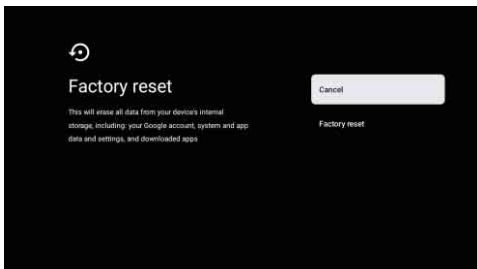 Factory reset
This will erase all data from your device's internal
storage, including: your Google account, system and app
data and settings, and downloaded apps
Cancel
Factory reset